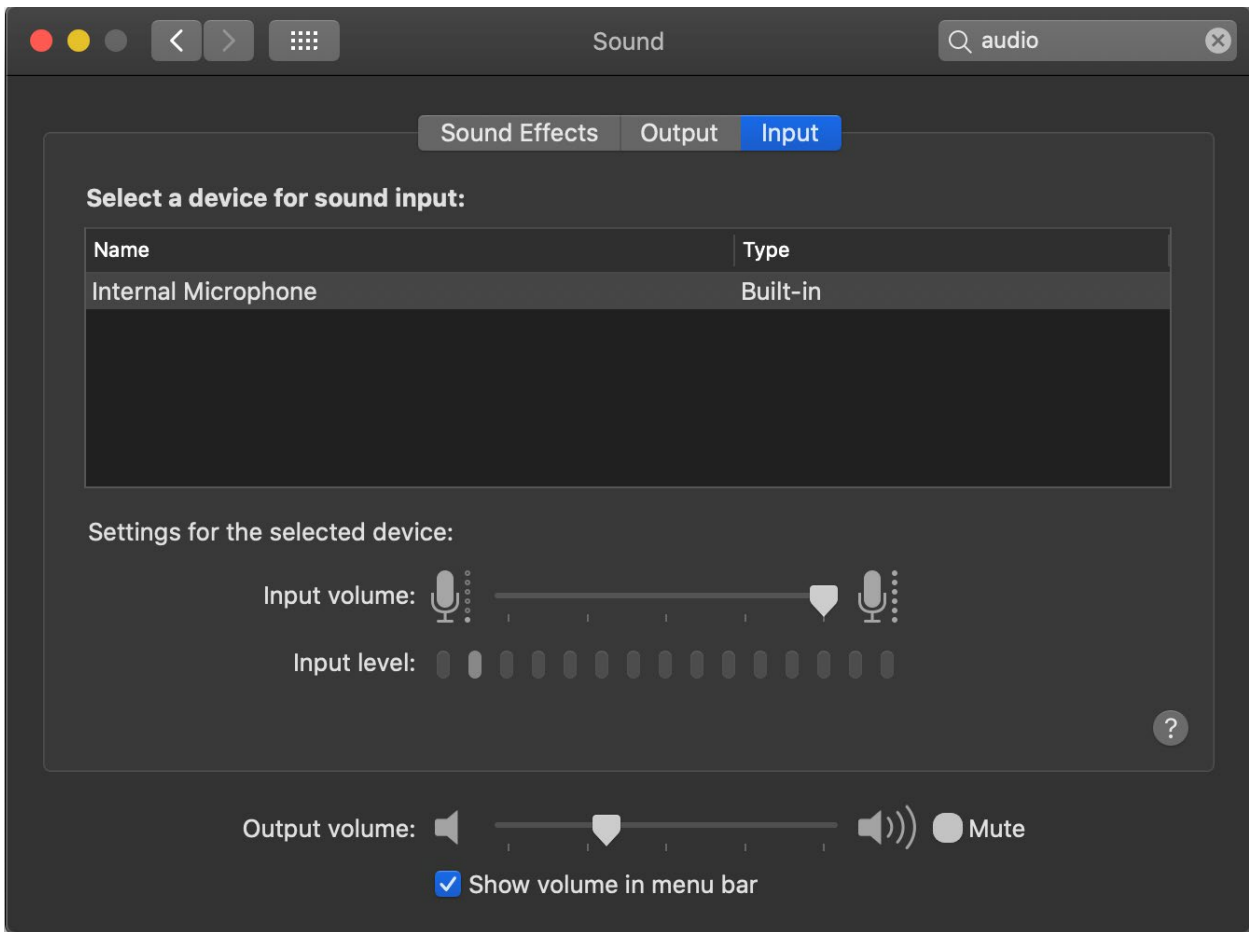 Sound
audio
Sound Effects Output Input
Select a device for sound input:
Name Type
Internal Microphone Built-in
Settings for the selected device:
Input volume:
Input level:
?
Output volume: Mute
Show volume in menu bar